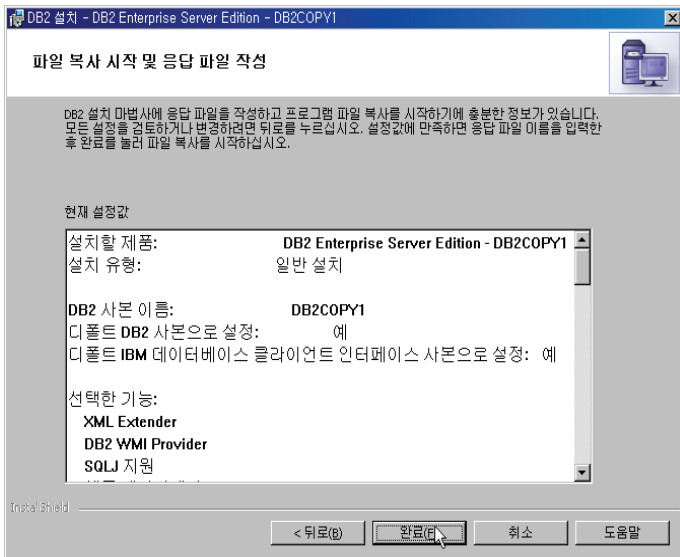 DB2 설치 - DB2 Enterprise Server Edition - DB2COPY1
파일 복사 시작 및 응답 파일 작성
DB2 설치 마법사에 응답 파일을 작성하고 프로그램 파일 복사를 시작하기에 충분한 정보가 있습니다.
모든 설정을 검토하거나 변경하려면 뒤로를 누르십시오. 설정값에 만족하면 응답 파일 이름을 입력한
후 완료를 눌러 파일 복사를 시작하십시오.
현재 설정값
설치할 제품: DB2 Enterprise Server Edition - DB2COPY1
설치 유형: 일반 설치
DB2 사본 이름: DB2COPY1
디폴트 DB2 사본으로 설정: 예
디폴트 IBM 데이터베이스 클라이언트 인터페이스 사본으로 설정: 예
선택한 기능:
XML Extender
DB2 WMI Provider
SQLJ 지원
InstallShield
< 뒤로(B) 완료(F) 취소 도움말